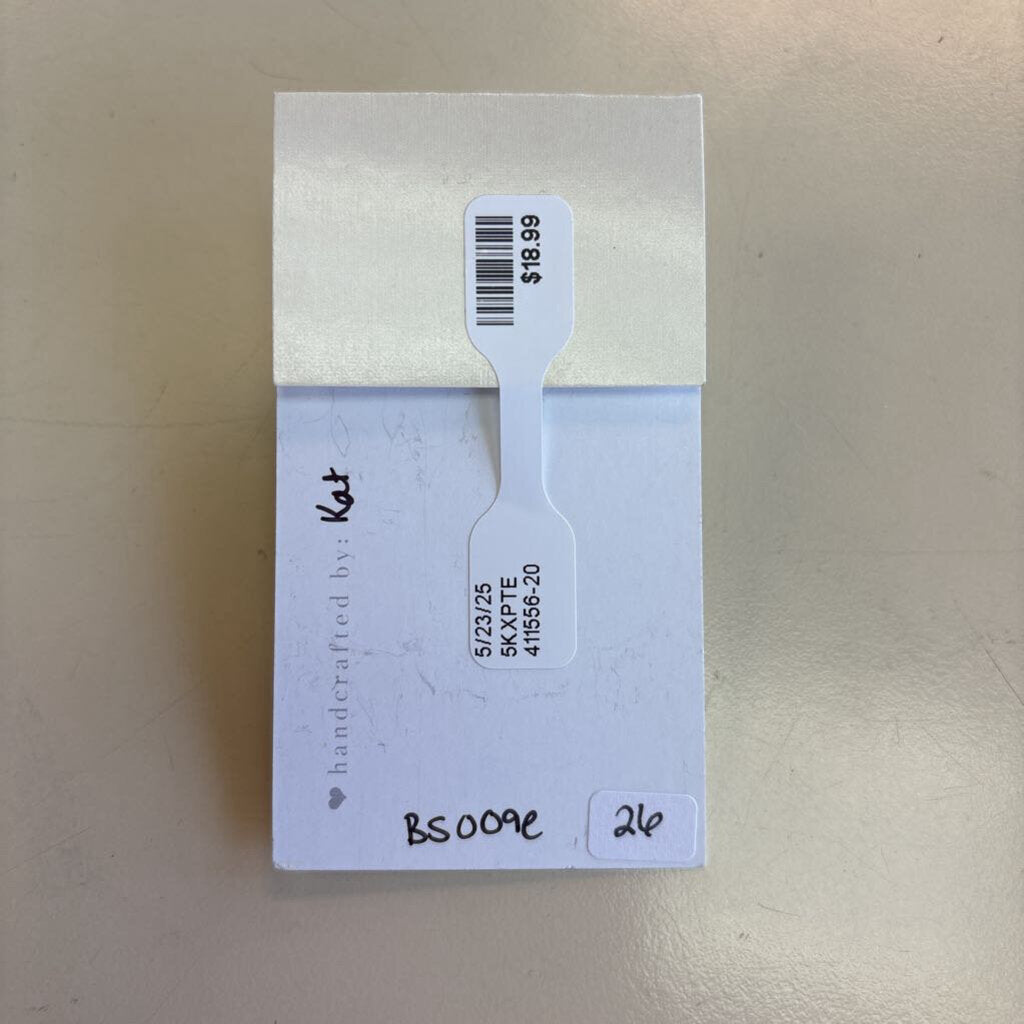 $18.99
5/23/25
5KXPTE
411556-20
handcrafted by: Kat
BS009e
26